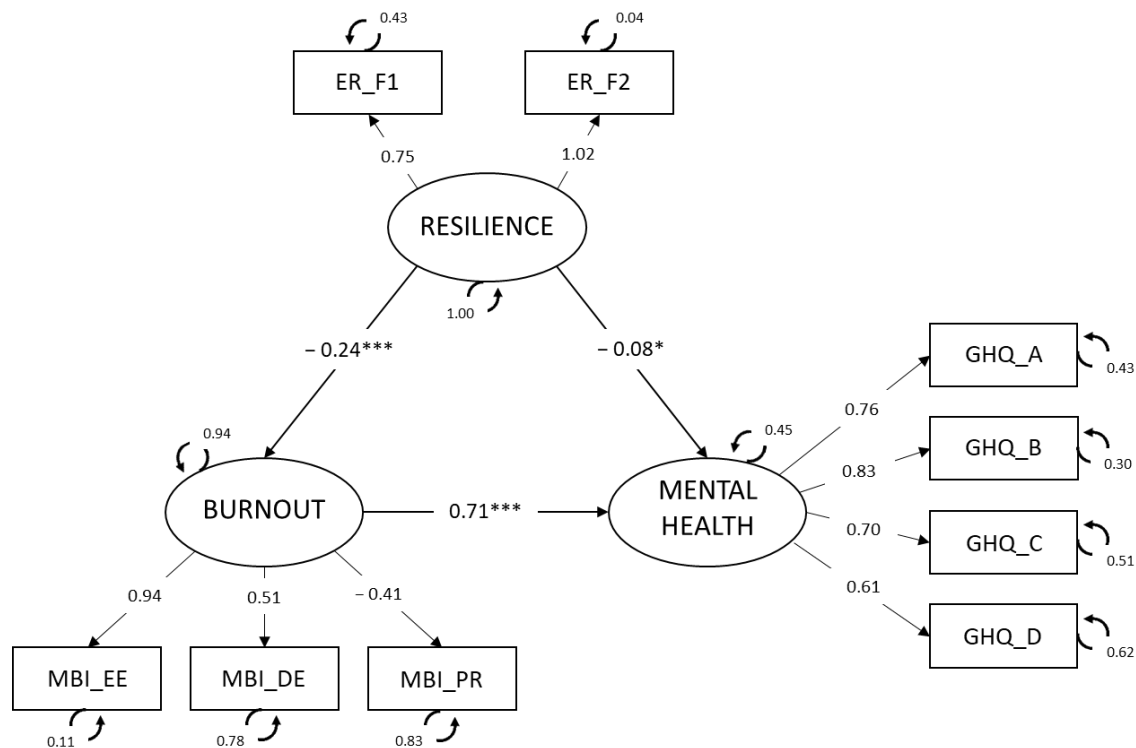 0.43
0.04
ER_F1
ER_F2
0.75
1.02
RESILIENCE
1.00
− 0.24***
− 0.08*
GHQ_A
0.43
0.76
0.94
0.45
GHQ_B
0.30
0.83
BURNOUT
0.71***
MENTAL
HEALTH
0.70
GHQ_C
0.51
0.61
0.94
0.51
− 0.41
GHQ_D
0.62
MBI_EE
MBI_DE
MBI_PR
0.11
0.78
0.83